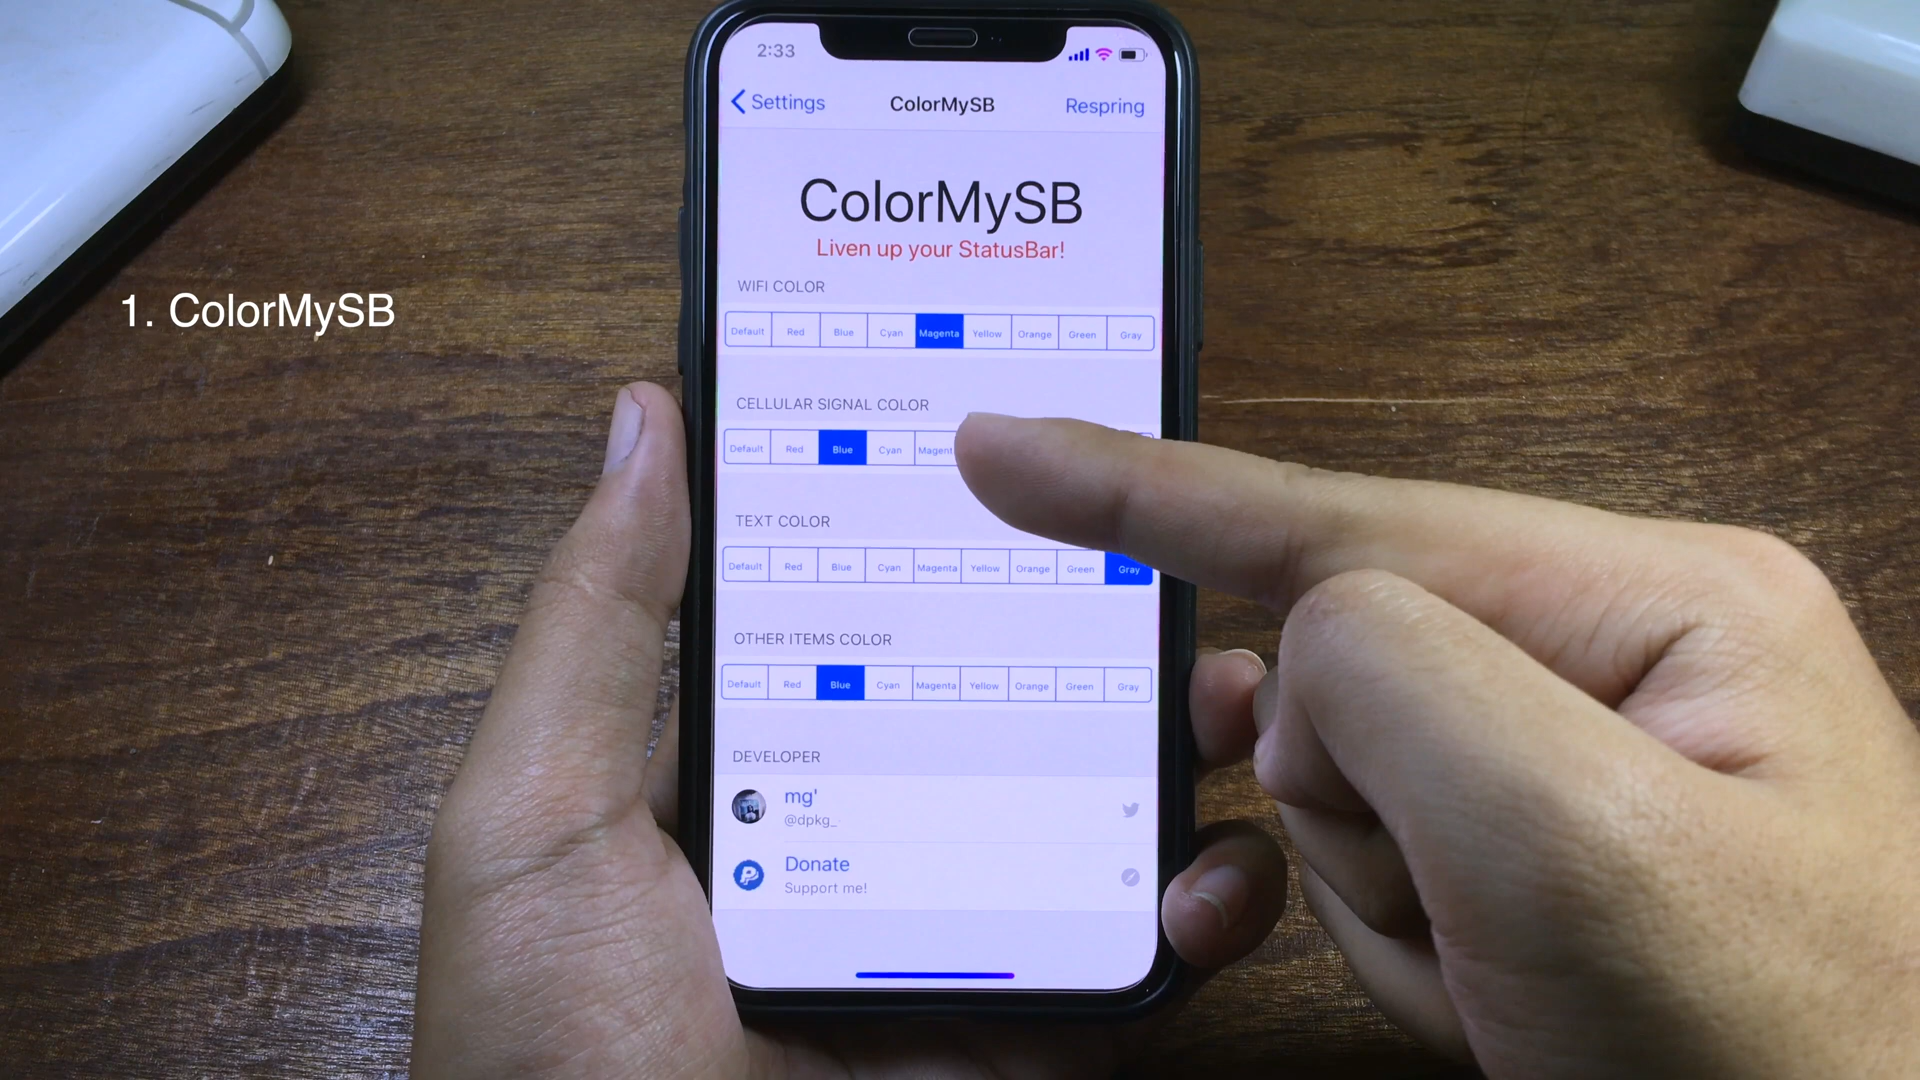 2:33
Settings ColorMySB Respring
ColorMySB
Liven up your StatusBar!
WIFI COLOR
Default Red Blue Cyan Magenta Yellow Orange Green Gray
1. ColorMySB
CELLULAR SIGNAL COLOR
Default Red Blue Cyan Magent
TEXT COLOR
Default Red Blue Cyan Magenta Yellow Orange Green Gray
OTHER ITEMS COLOR
Default Red Blue Cyan Magenta Yellow Orange Green Gray
DEVELOPER
mg'
@dpkg_
Donate
Support me!